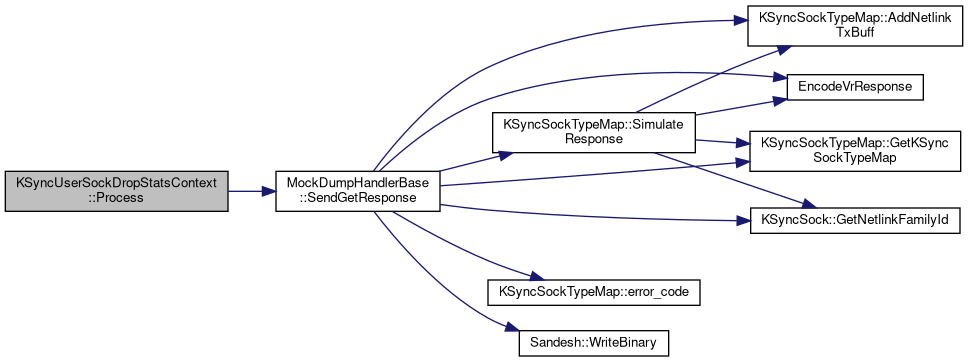 KSyncUserSockDropStatsContext
::Process
MockDumpHandlerBase
::SendGetResponse
KSyncSockTypeMap::Simulate
Response
KSyncSockTypeMap::AddNetlink
TxBuff
EncodeVrResponse
KSyncSockTypeMap::GetKSync
SockTypeMap
KSyncSock::GetNetlinkFamilyId
KSyncSockTypeMap::error_code
Sandesh::WriteBinary